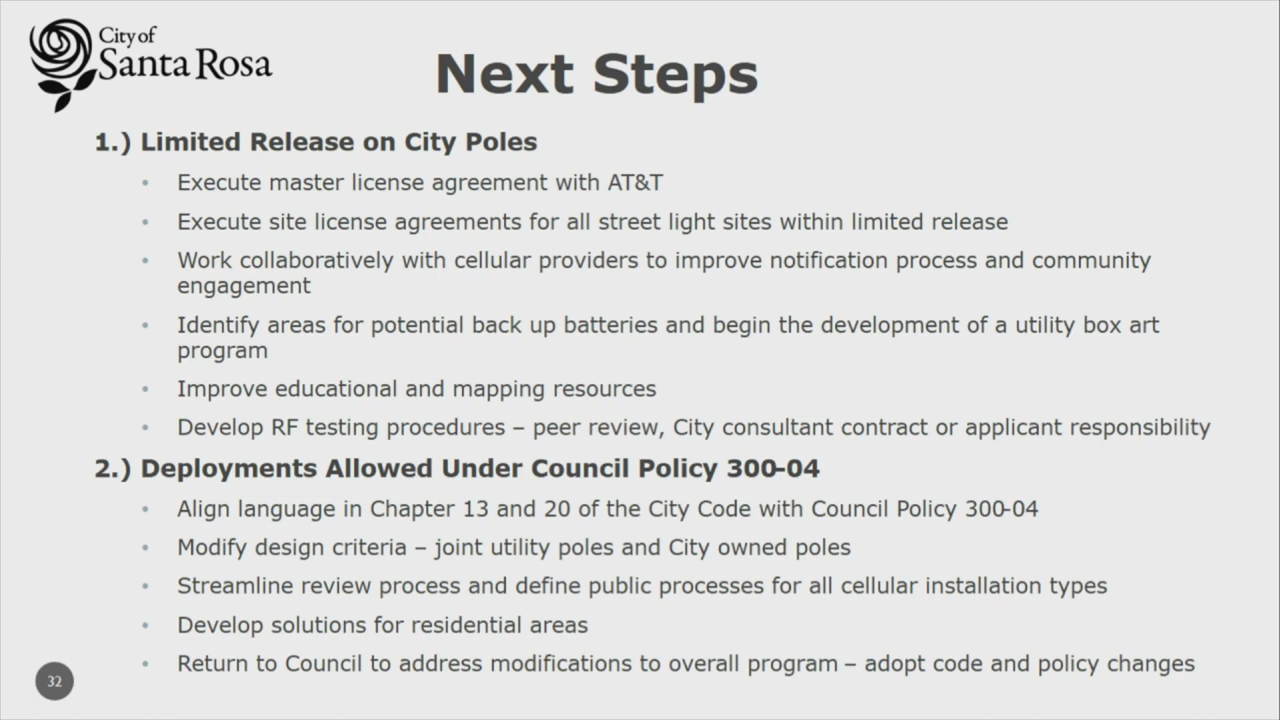 City of
Santa Rosa
Next Steps
1.) Limited Release on City Poles
• Execute master license agreement with AT&T
• Execute site license agreements for all street light sites within limited release
• Work collaboratively with cellular providers to improve notification process and community
engagement
• Identify areas for potential back up batteries and begin the development of a utility box art
program
• Improve educational and mapping resources
• Develop RF testing procedures – peer review, City consultant contract or applicant responsibility
2.) Deployments Allowed Under Council Policy 300-04
• Align language in Chapter 13 and 20 of the City Code with Council Policy 300-04
• Modify design criteria – joint utility poles and City owned poles
• Streamline review process and define public processes for all cellular installation types
• Develop solutions for residential areas
• Return to Council to address modifications to overall program – adopt code and policy changes
32